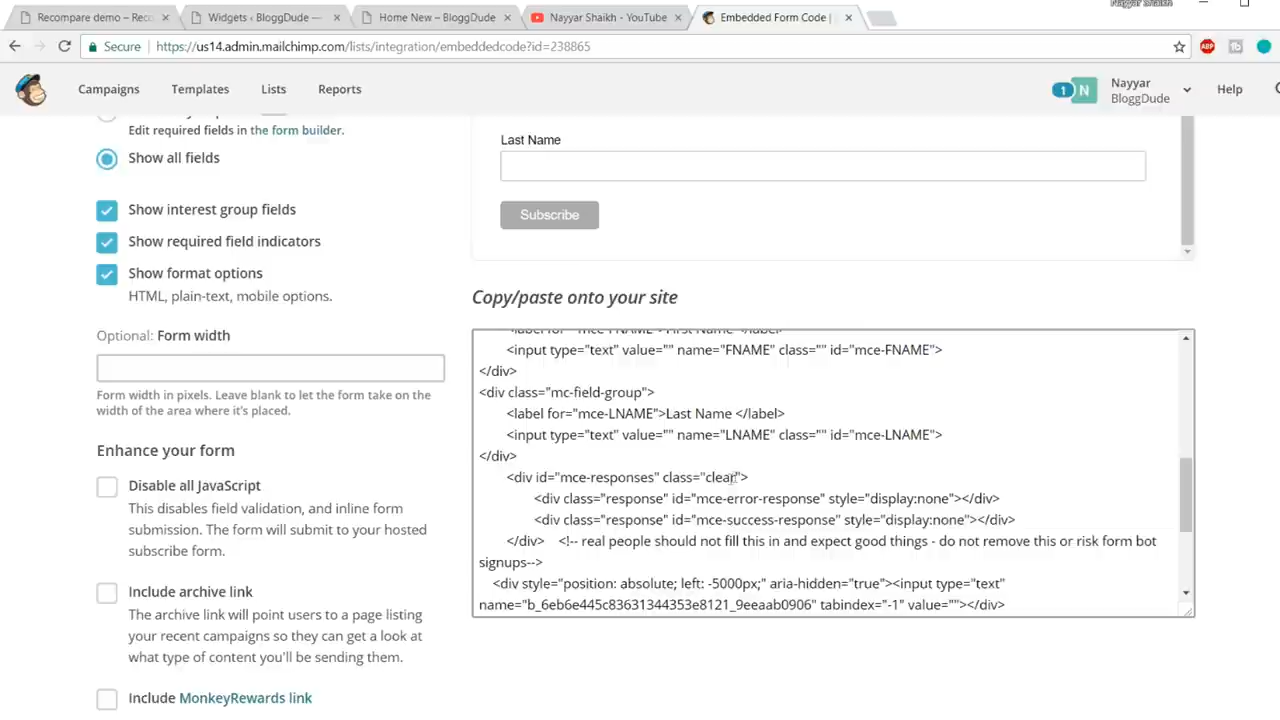 Recompare demo – Reco
Widgets ‹ BloggDude —
Home New – BloggDude
Nayyar Shaikh - YouTube
Embedded Form Code |
Nayyar Shaikh
Secure
https://us14.admin.mailchimp.com/lists/integration/embeddedcode?id=238865
ABP
tb
Campaigns
Templates
Lists
Reports
1
N
Nayyar
BloggDude
Help
Edit required fields in the form builder.
Show all fields
Show interest group fields
Show required field indicators
Show format options
HTML, plain-text, mobile options.
Optional: Form width
Form width in pixels. Leave blank to let the form take on the
width of the area where it's placed.
Enhance your form
Disable all JavaScript
This disables field validation, and inline form
submission. The form will submit to your hosted
subscribe form.
Include archive link
The archive link will point users to a page listing
your recent campaigns so they can get a look at
what type of content you'll be sending them.
Include MonkeyRewards link
Last Name
Subscribe
Copy/paste onto your site
<input type="text" value="" name="FNAME" class="" id="mce-FNAME">
</div>
<div class="mc-field-group">
<label for="mce-LNAME">Last Name </label>
<input type="text" value="" name="LNAME" class="" id="mce-LNAME">
</div>
<div id="mce-responses" class="clear">
<div class="response" id="mce-error-response" style="display:none"></div>
<div class="response" id="mce-success-response" style="display:none"></div>
</div> <!-- real people should not fill this in and expect good things - do not remove this or risk form bot
signups-->
<div style="position: absolute; left: -5000px;" aria-hidden="true"><input type="text"
name="b_6eb6e445c83631344353e8121_9eeaab0906" tabindex="-1" value=""></div>